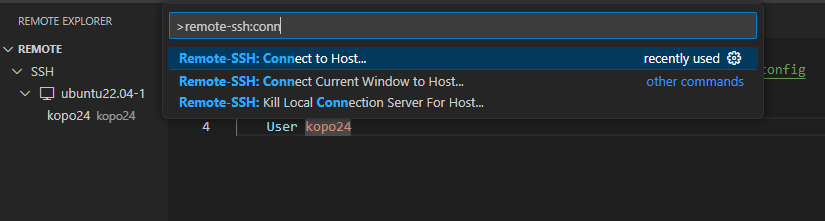 REMOTE EXPLORER
REMOTE
SSH
ubuntu22.04-1
kopo24 kopo24
>remote-ssh:conn
Remote-SSH: Connect to Host... recently used
Remote-SSH: Connect Current Window to Host... other commands
Remote-SSH: Kill Local Connection Server For Host...
onfig
4 User kopo24